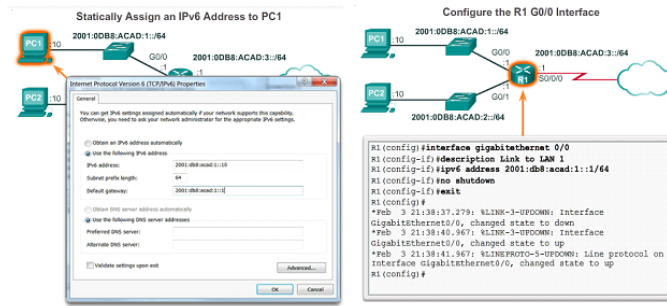 Statically Assign an IPv6 Address to PC1
PC1
:10
2001:0DB8:ACAD:1::/64
G0/0
2001:0DB8:ACAD:3::/64
:1
PC2
:10
Internet Protocol Version 6 (TCP/IPv6) Properties
General
You can get IPv6 settings assigned automatically if your network supports this capability.
Otherwise, you need to ask your network administrator for the appropriate IPv6 settings.
Obtain an IPv6 address automatically
Use the following IPv6 address
IPv6 address:
2001:db8:acad:1::10
Subnet prefix length:
64
Default gateway:
2001:db8:acad:1::1
Obtain DNS server address automatically
Use the following DNS server addresses
Preferred DNS server:
Alternate DNS server:
Validate settings upon exit
Advanced...
OK
Cancel
Configure the R1 G0/0 Interface
PC1
:10
2001:0DB8:ACAD:1::/64
G0/0
:1
2001:0DB8:ACAD:3::/64
:1
R1
S0/0/0
PC2
:10
:1
G0/1
2001:0DB8:ACAD:2::/64
R1(config)#interface gigabitethernet 0/0
R1(config-if)#description Link to LAN 1
R1(config-if)#ipv6 address 2001:db8:acad:1::1/64
R1(config-if)#no shutdown
R1(config-if)#exit
R1(config)#
*Feb 3 21:38:37.279: %LINK-3-UPDOWN: Interface
GigabitEthernet0/0, changed state to down
*Feb 3 21:38:40.967: %LINK-3-UPDOWN: Interface
GigabitEthernet0/0, changed state to up
*Feb 3 21:38:41.967: %LINEPROTO-5-UPDOWN: Line protocol on
Interface GigabitEthernet0/0, changed state to up
R1(config)#